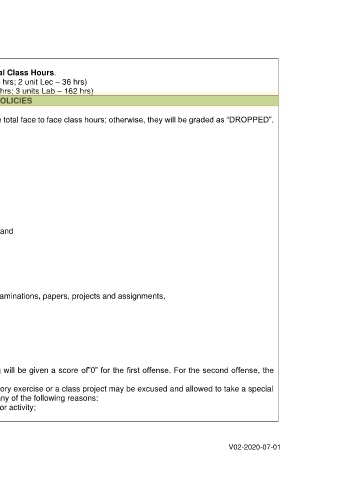 al Class Hours.
hrs; 2 unit Lec – 36 hrs)
hrs; 3 units Lab – 162 hrs)
OLICIES
e total face to face class hours; otherwise, they will be graded as “DROPPED”.
and
aminations, papers, projects and assignments,
g will be given a score of”0” for the first offense. For the second offense, the
ory exercise or a class project may be excused and allowed to take a special
any of the following reasons:
or activity;
V02-2020-07-01